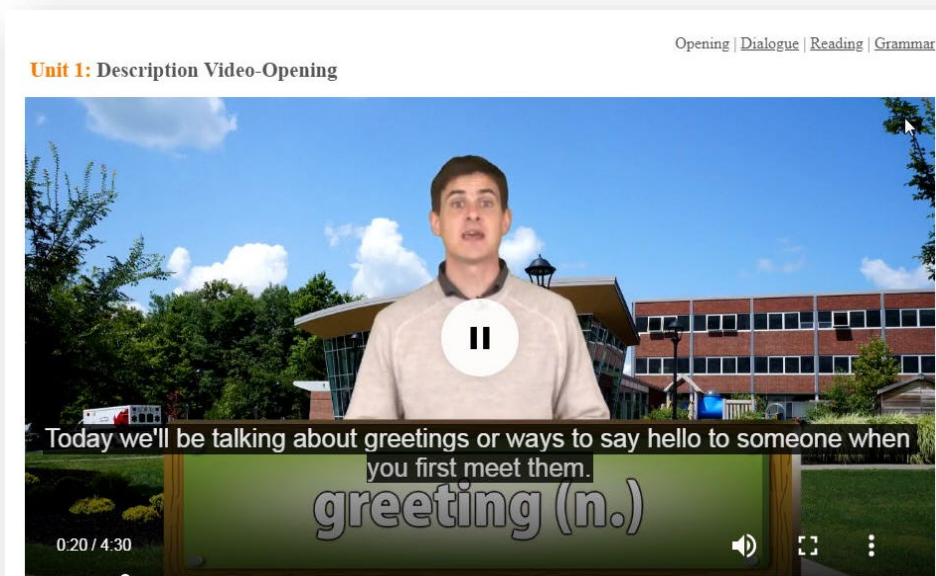 Opening | Dialogue | Reading | Grammar
Unit 1: Description Video-Opening
Today we'll be talking about greetings or ways to say hello to someone when
you first meet them.
greeting (n.)
0:20 / 4:30